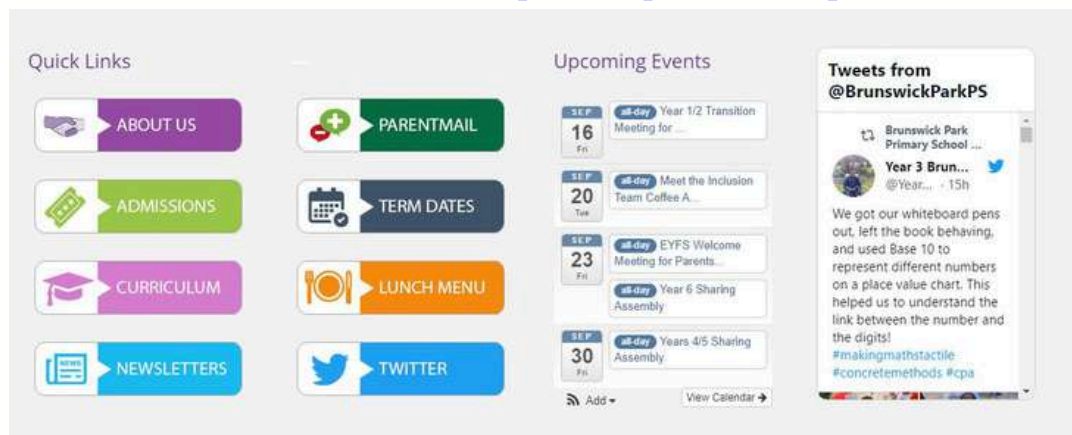 Quick Links
ABOUT US
PARENTMAIL
ADMISSIONS
TERM DATES
CURRICULUM
LUNCH MENU
NEWS
NEWSLETTERS
TWITTER
Upcoming Events
SEP
16
Fri
all-day Year 1/2 Transition
Meeting for ...
SEP
20
Tue
all-day Meet the Inclusion
Team Coffee A...
SEP
23
Fri
all-day EYFS Welcome
Meeting for Parents...
all-day Year 6 Sharing
Assembly
SEP
30
Fri
all-day Years 4/5 Sharing
Assembly
Add
View Calendar
Tweets from
@BrunswickParkPS
Brunswick Park
Primary School ...
Year 3 Brun...
@Year... · 15h
We got our whiteboard pens
out, left the book behaving,
and used Base 10 to
represent different numbers
on a place value chart. This
helped us to understand the
link between the number and
the digits!
#makingmathstactile
#concretemethods #cpa